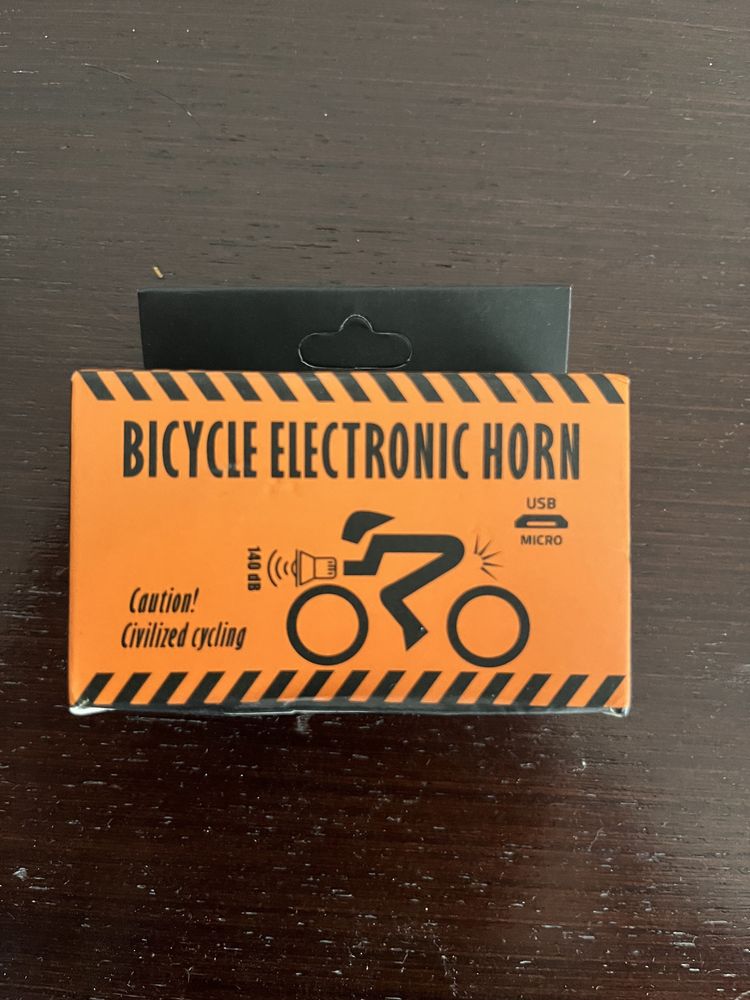 BICYCLE ELECTRONIC HORN
USB
MICRO
140 dB
Caution!
Civilized cycling